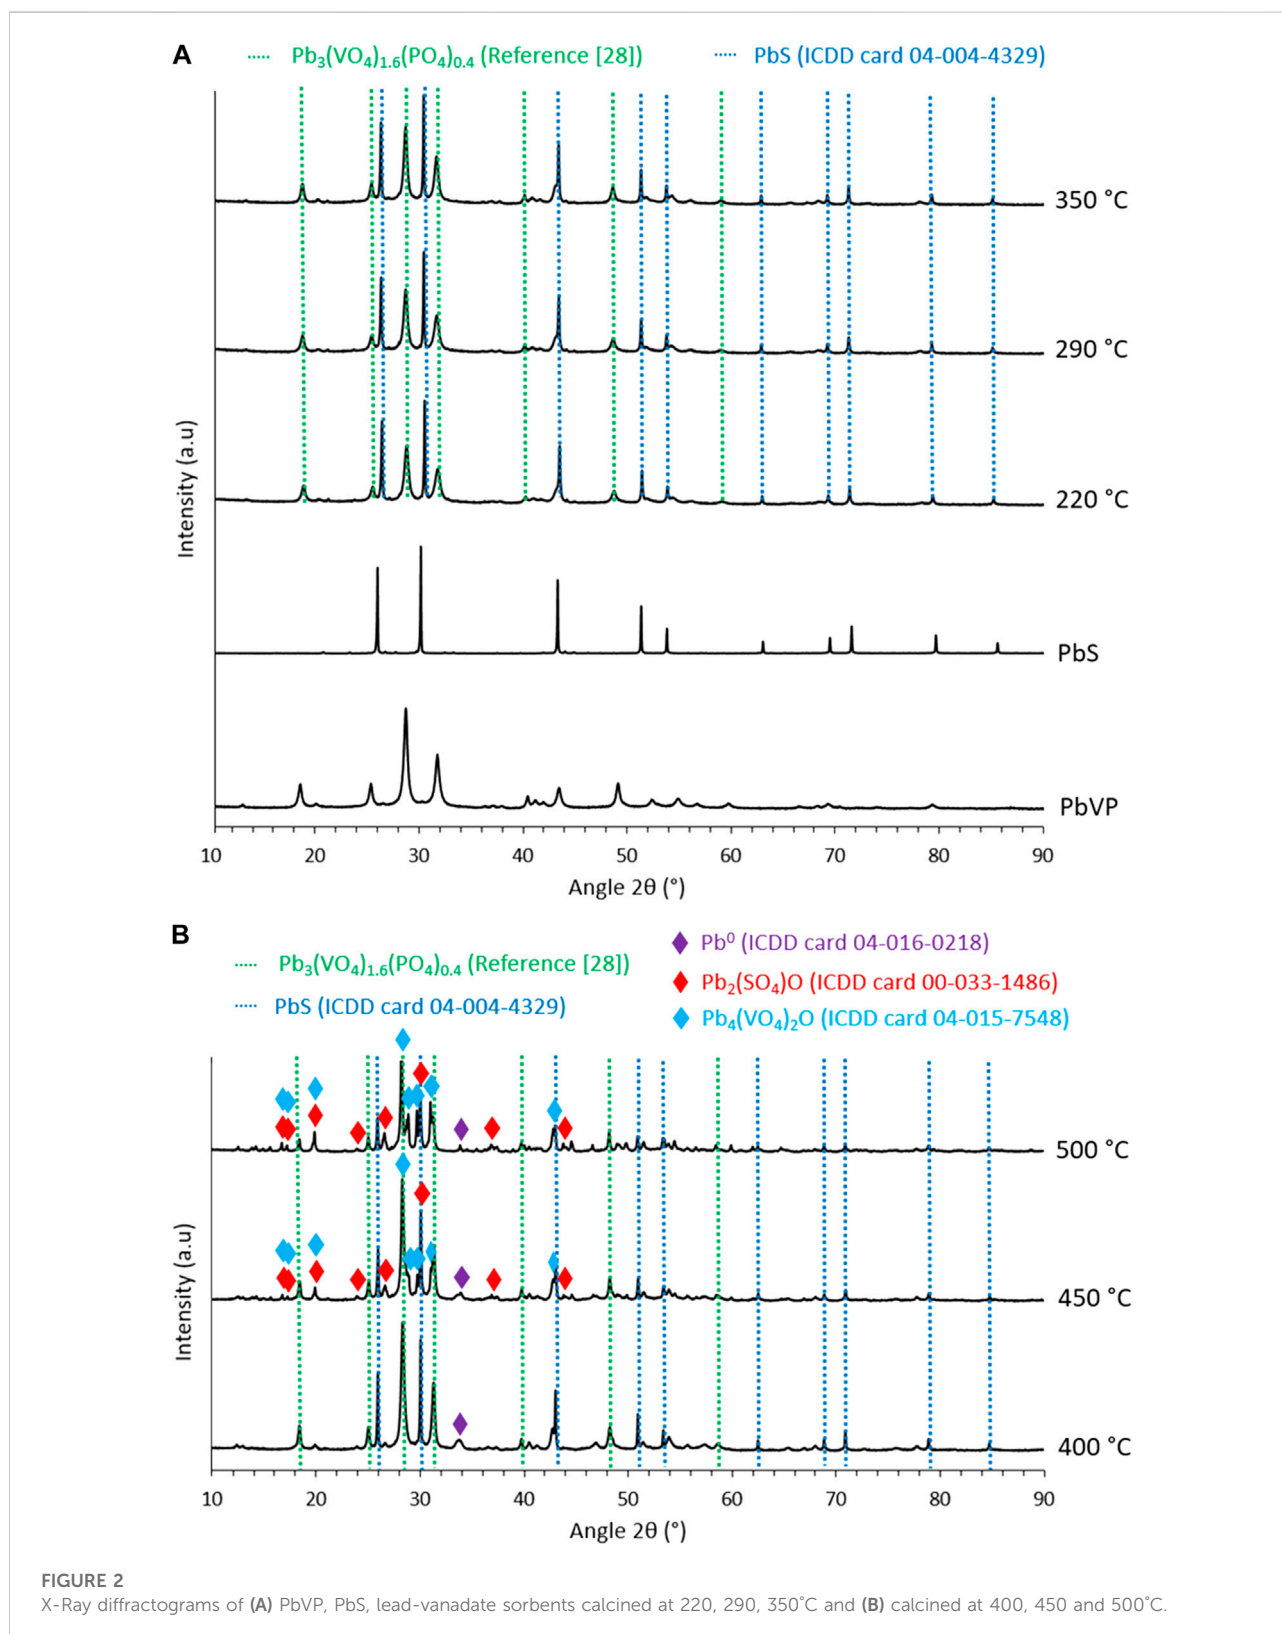 A
Pb3(VO4)1.6(PO4)0.4 (Reference [28])
PbS (ICDD card 04-004-4329)
350 °C
290 °C
220 °C
PbS
PbVP
Intensity (a.u)
10 20 30 40 50 60 70 80 90
Angle 2θ (°)
B
Pb3(VO4)1.6(PO4)0.4 (Reference [28])
PbS (ICDD card 04-004-4329)
Pb0 (ICDD card 04-016-0218)
Pb2(SO4)O (ICDD card 00-033-1486)
Pb4(VO4)2O (ICDD card 04-015-7548)
500 °C
450 °C
400 °C
Intensity (a.u)
10 20 30 40 50 60 70 80 90
Angle 2θ (°)
FIGURE 2
X-Ray diffractograms of (A) PbVP, PbS, lead-vanadate sorbents calcined at 220, 290, 350°C and (B) calcined at 400, 450 and 500°C.